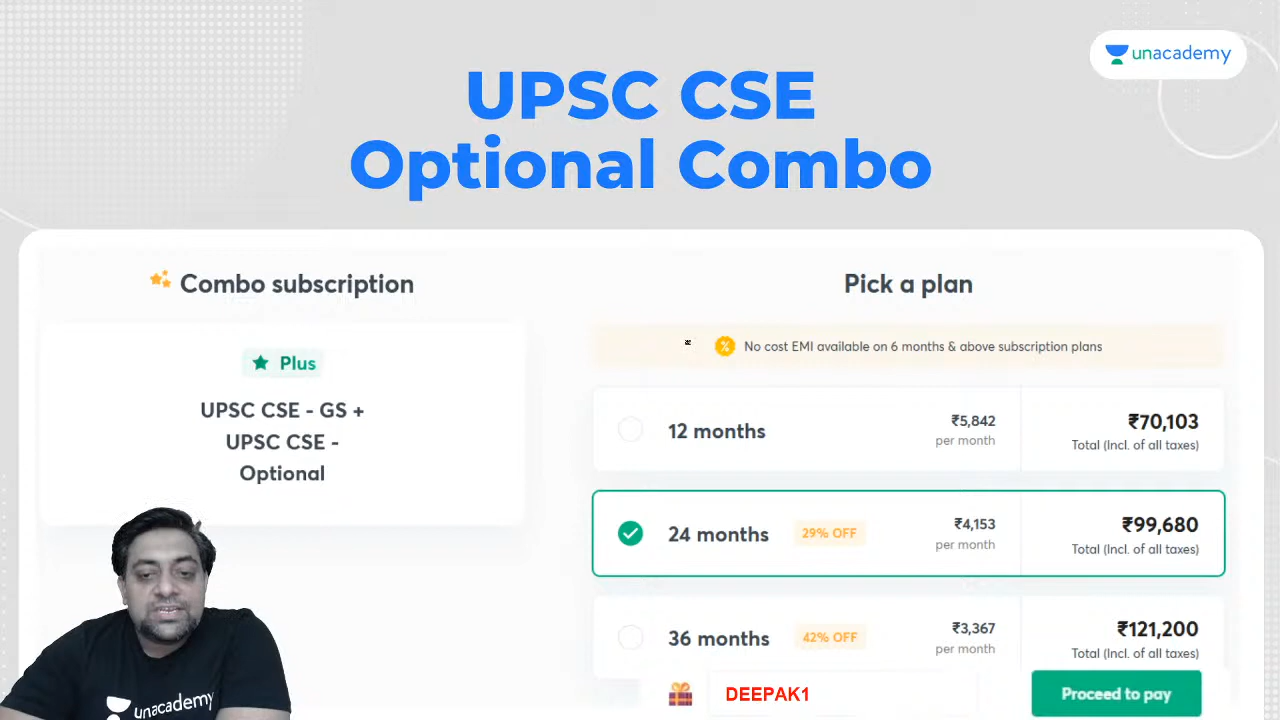 unacademy
UPSC CSE
Optional Combo
Combo subscription
Plus
UPSC CSE - GS +
UPSC CSE -
Optional
Pick a plan
% No cost EMI available on 6 months & above subscription plans
12 months ₹5,842 ₹70,103
per month Total (Incl. of all taxes)
24 months 29% OFF ₹4,153 ₹99,680
per month Total (Incl. of all taxes)
36 months 42% OFF ₹3,367 ₹121,200
per month Total (Incl. of all taxes)
DEEPAK1 Proceed to pay
unacademy